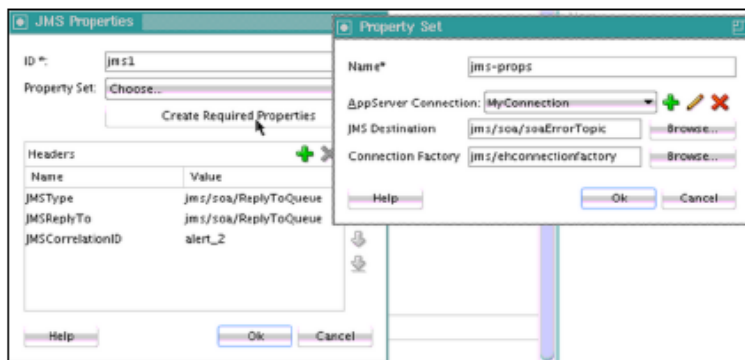 JMS Properties
ID *: jms1
Property Set: Choose...
Create Required Properties
Headers
Name Value
JMSType jms/soa/ReplyToQueue
JMSReplyTo jms/soa/ReplyToQueue
JMSCorrelationID alert_2
Help Ok Cancel
Property Set
Name* jms-props
AppServer Connection: MyConnection
JMS Destination jms/soa/soaErrorTopic Browse...
Connection Factory jms/ehconnectionfactory Browse...
Help Ok Cancel